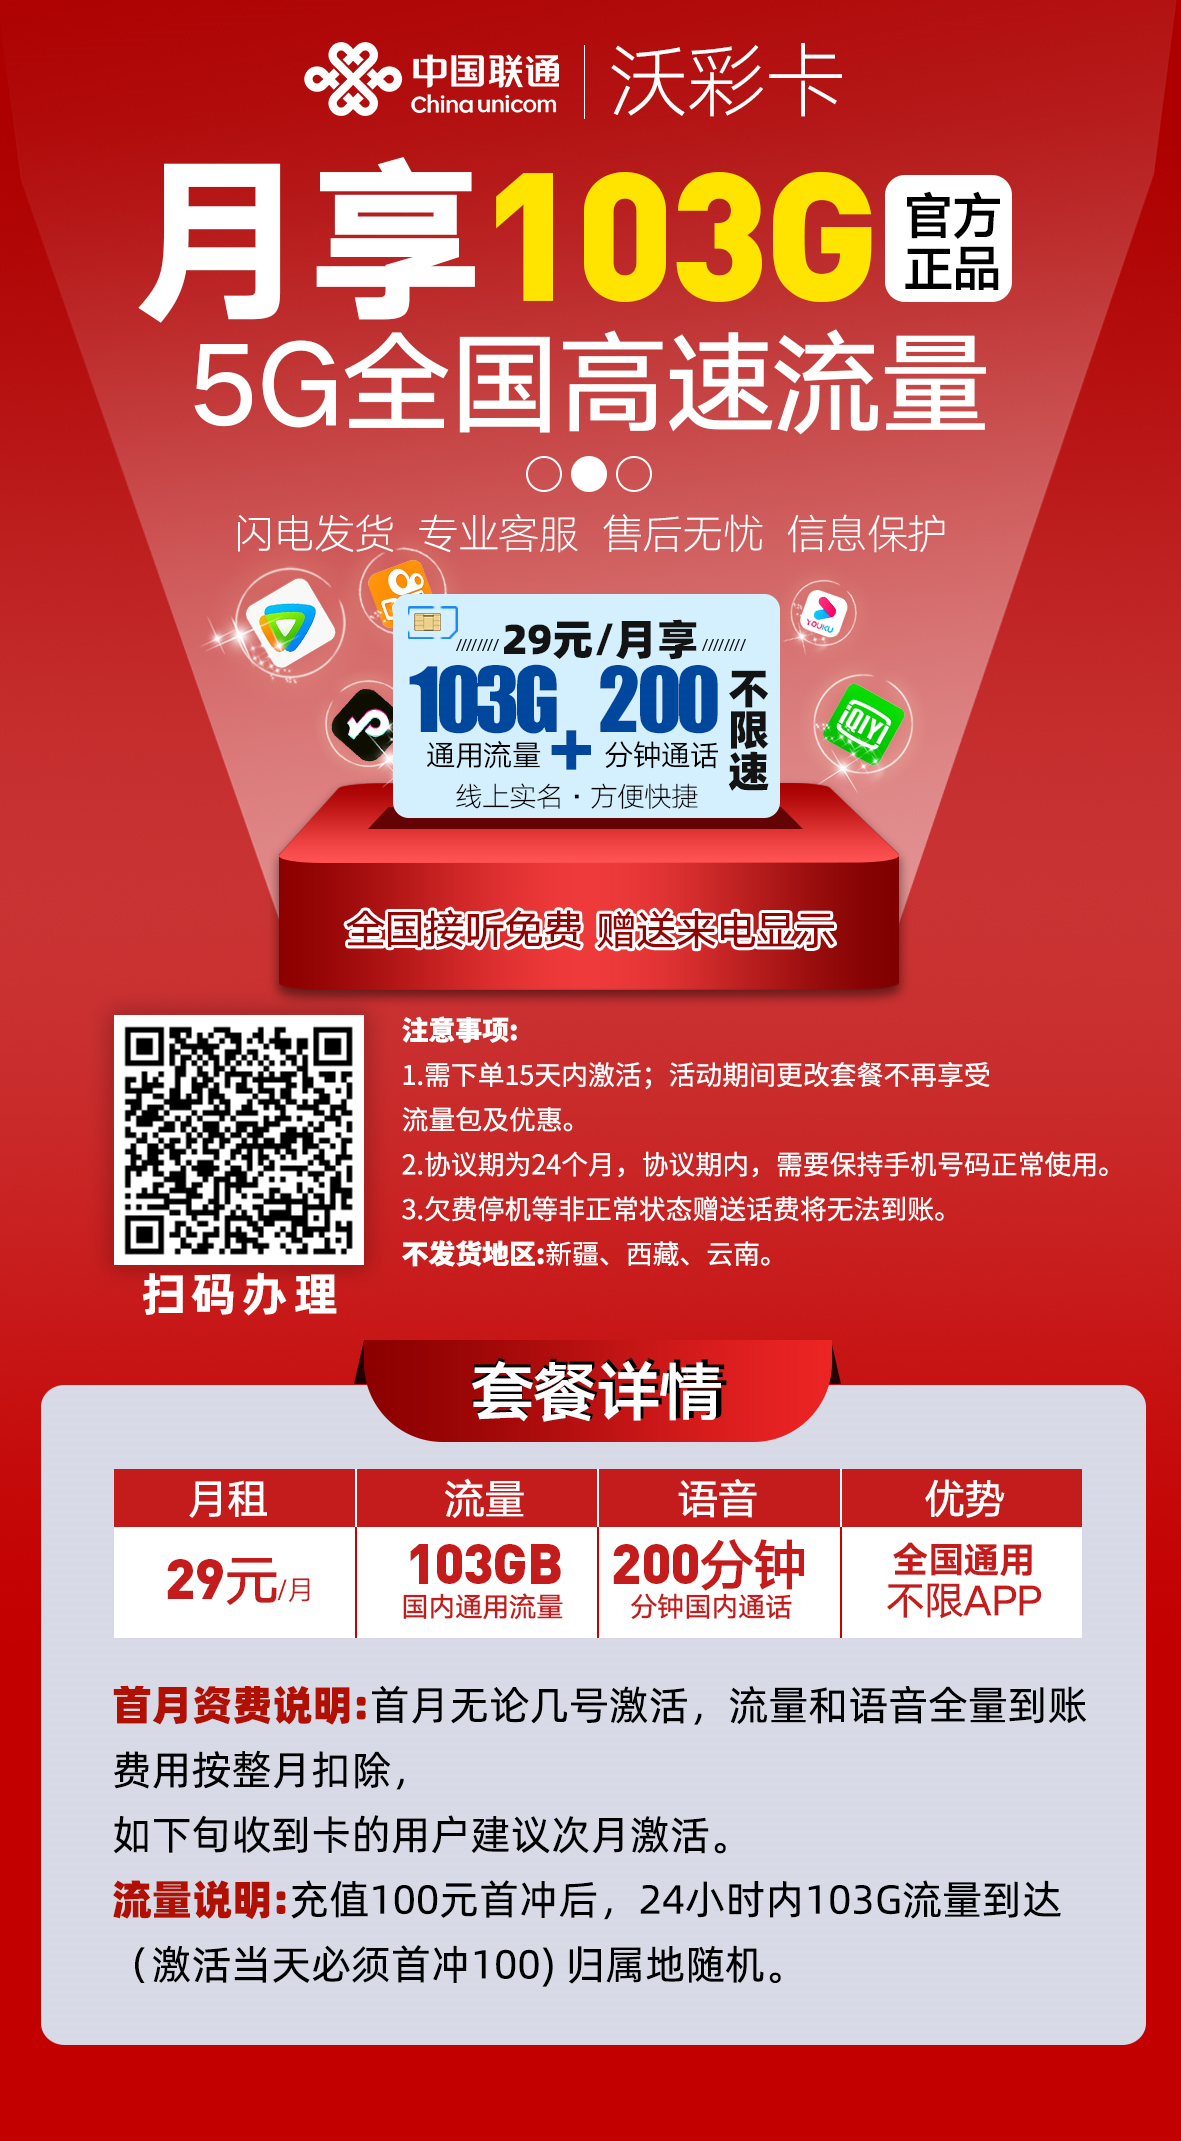 中国联通
China unicom
沃彩卡
月享103G
官方
正品
5G全国高速流量
闪电发货 专业客服 售后无忧 信息保护
YOUKU
iQIYI
29元/月享
103G+200
通用流量
分钟通话
不限速
线上实名·方便快捷
全国接听免费 赠送来电显示
注意事项:
1.需下单15天内激活；活动期间更改套餐不再享受
流量包及优惠。
2.协议期为24个月，协议期内，需要保持手机号码正常使用。
3.欠费停机等非正常状态赠送话费将无法到账。
不发货地区:新疆、西藏、云南。
扫码办理
套餐详情
月租 流量 语音 优势
29元/月
103GB
国内通用流量
200分钟
分钟国内通话
全国通用
不限APP
首月资费说明:首月无论几号激活，流量和语音全量到账
费用按整月扣除，
如下旬收到卡的用户建议次月激活。
流量说明:充值100元首冲后，24小时内103G流量到达
（激活当天必须首冲100) 归属地随机。